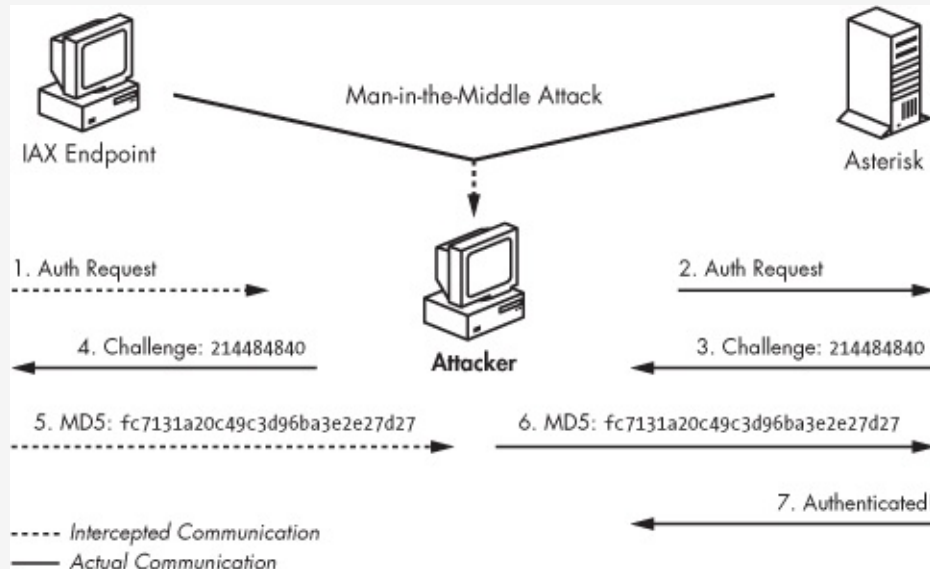 Man-in-the-Middle Attack
IAX Endpoint
Asterisk
1. Auth Request
2. Auth Request
Attacker
4. Challenge: 214484840
3. Challenge: 214484840
5. MD5: fc7131a20c49c3d96ba3e2e27d27
6. MD5: fc7131a20c49c3d96ba3e2e27d27
7. Authenticated
Intercepted Communication
Actual Communication